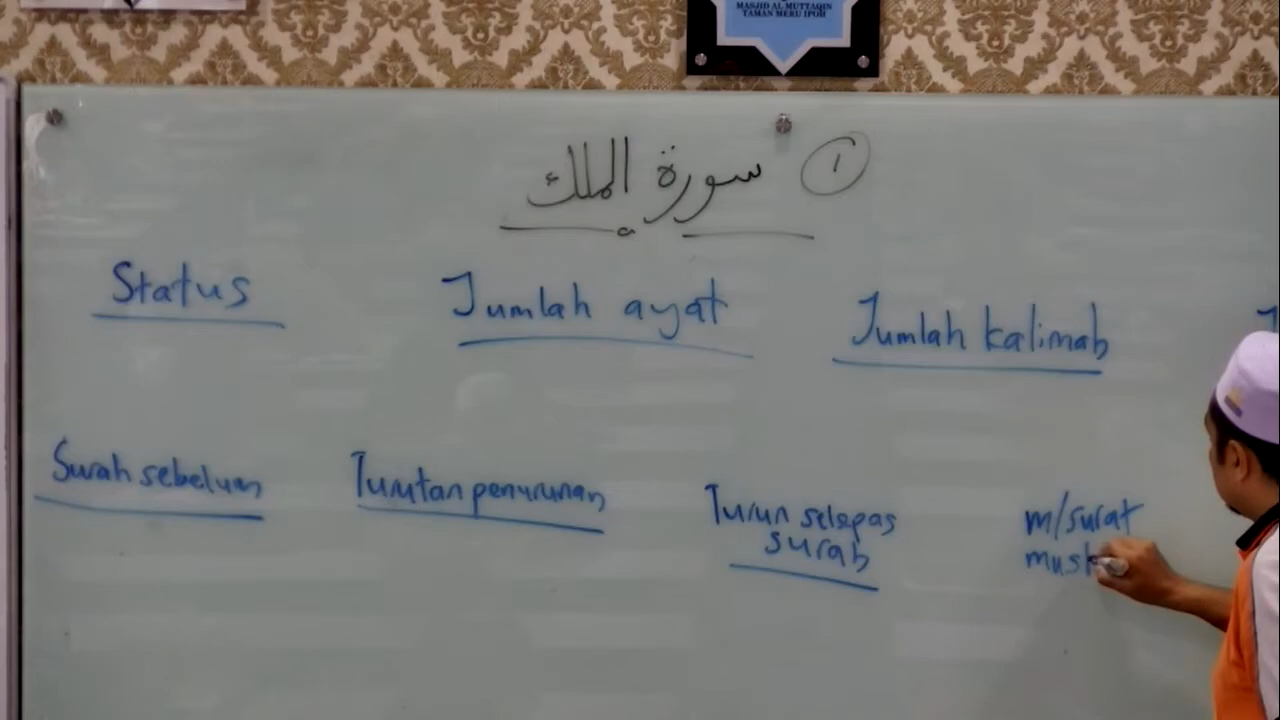 MASJID AL MUTTAQIN
TAMAN MERU IPOH
سورة الملك ١
Status
Jumlah ayat
Jumlah kalimah
Surah sebelum
Turutan penurunan
Turun selepas
surah
m/surat
mus